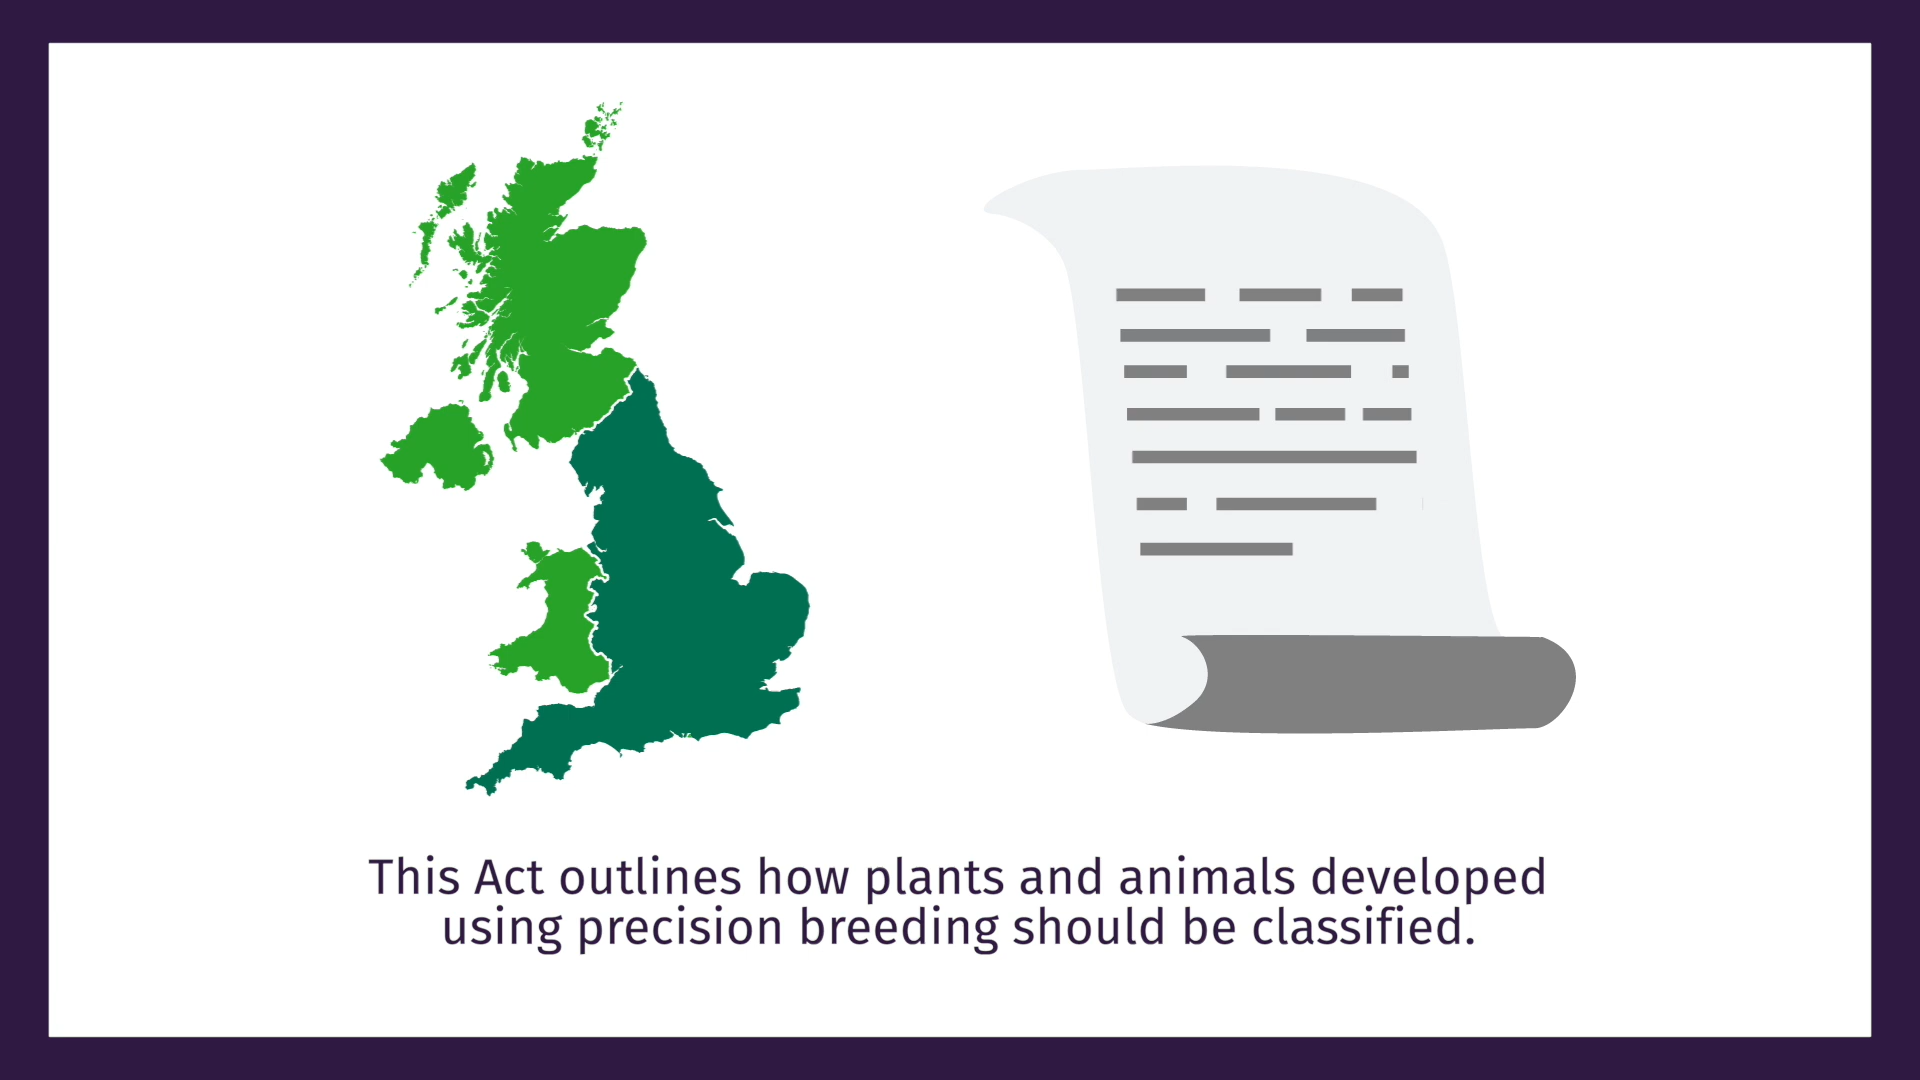 This Act outlines how plants and animals developed
using precision breeding should be classified.